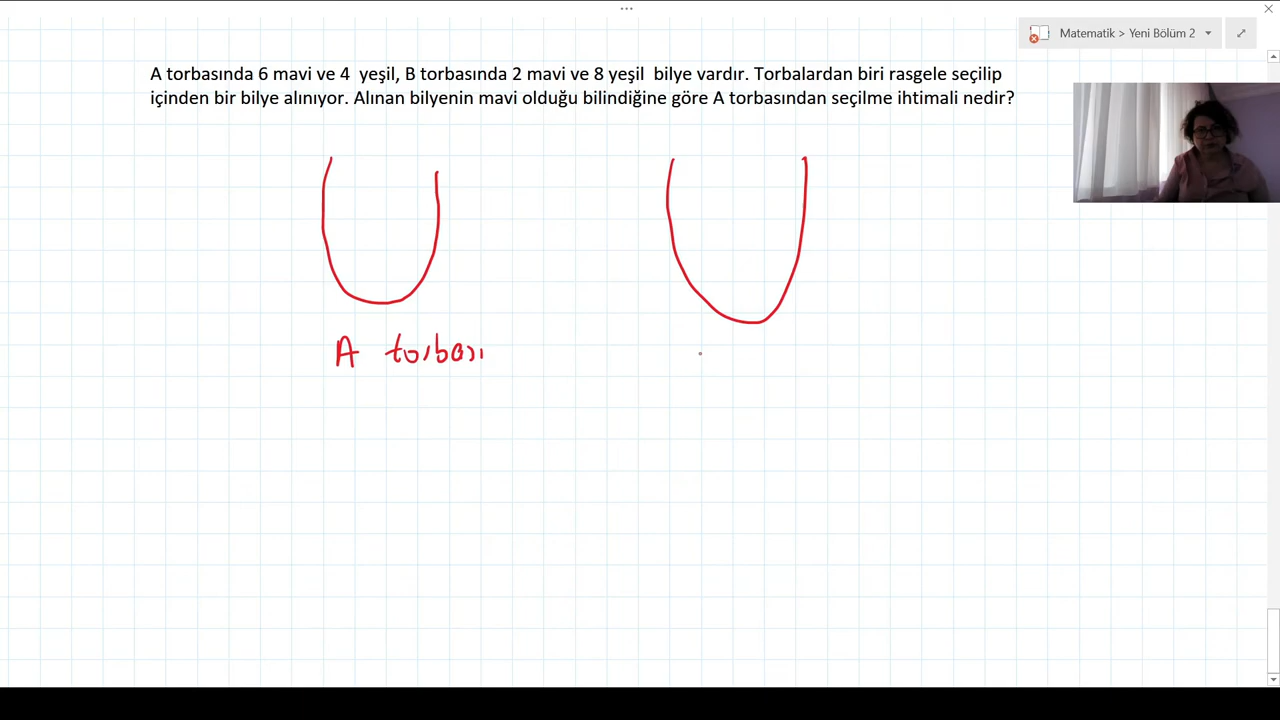 Matematik > Yeni Bölüm 2
A torbasında 6 mavi ve 4 yeşil, B torbasında 2 mavi ve 8 yeşil bilye vardır. Torbalardan biri rasgele seçilip
içinden bir bilye alınıyor. Alınan bilyenin mavi olduğu bilindiğine göre A torbasından seçilme ihtimali nedir?
A torbası